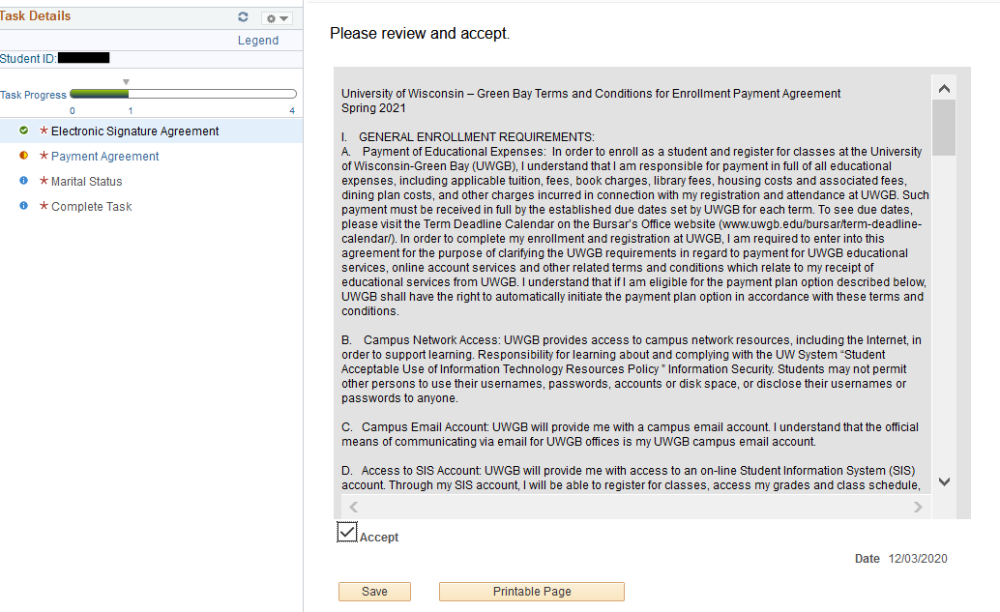 Task Details
Legend
Student ID:
Task Progress
0 1 4
* Electronic Signature Agreement
* Payment Agreement
* Marital Status
* Complete Task
Please review and accept.
University of Wisconsin – Green Bay Terms and Conditions for Enrollment Payment Agreement
Spring 2021
I. GENERAL ENROLLMENT REQUIREMENTS:
A. Payment of Educational Expenses: In order to enroll as a student and register for classes at the University
of Wisconsin-Green Bay (UWGB), I understand that I am responsible for payment in full of all educational
expenses, including applicable tuition, fees, book charges, library fees, housing costs and associated fees,
dining plan costs, and other charges incurred in connection with my registration and attendance at UWGB. Such
payment must be received in full by the established due dates set by UWGB for each term. To see due dates,
please visit the Term Deadline Calendar on the Bursar's Office website (www.uwgb.edu/bursar/term-deadline-
calendar/). In order to complete my enrollment and registration at UWGB, I am required to enter into this
agreement for the purpose of clarifying the UWGB requirements in regard to payment for UWGB educational
services, online account services and other related terms and conditions which relate to my receipt of
educational services from UWGB. I understand that if I am eligible for the payment plan option described below,
UWGB shall have the right to automatically initiate the payment plan option in accordance with these terms and
conditions.
B. Campus Network Access: UWGB provides access to campus network resources, including the Internet, in
order to support learning. Responsibility for learning about and complying with the UW System “Student
Acceptable Use of Information Technology Resources Policy ” Information Security. Students may not permit
other persons to use their usernames, passwords, accounts or disk space, or disclose their usernames or
passwords to anyone.
C. Campus Email Account: UWGB will provide me with a campus email account. I understand that the official
means of communicating via email for UWGB offices is my UWGB campus email account.
D. Access to SIS Account: UWGB will provide me with access to an on-line Student Information System (SIS)
account. Through my SIS account, I will be able to register for classes, access my grades and class schedule,
Accept
Date 12/03/2020
Save
Printable Page